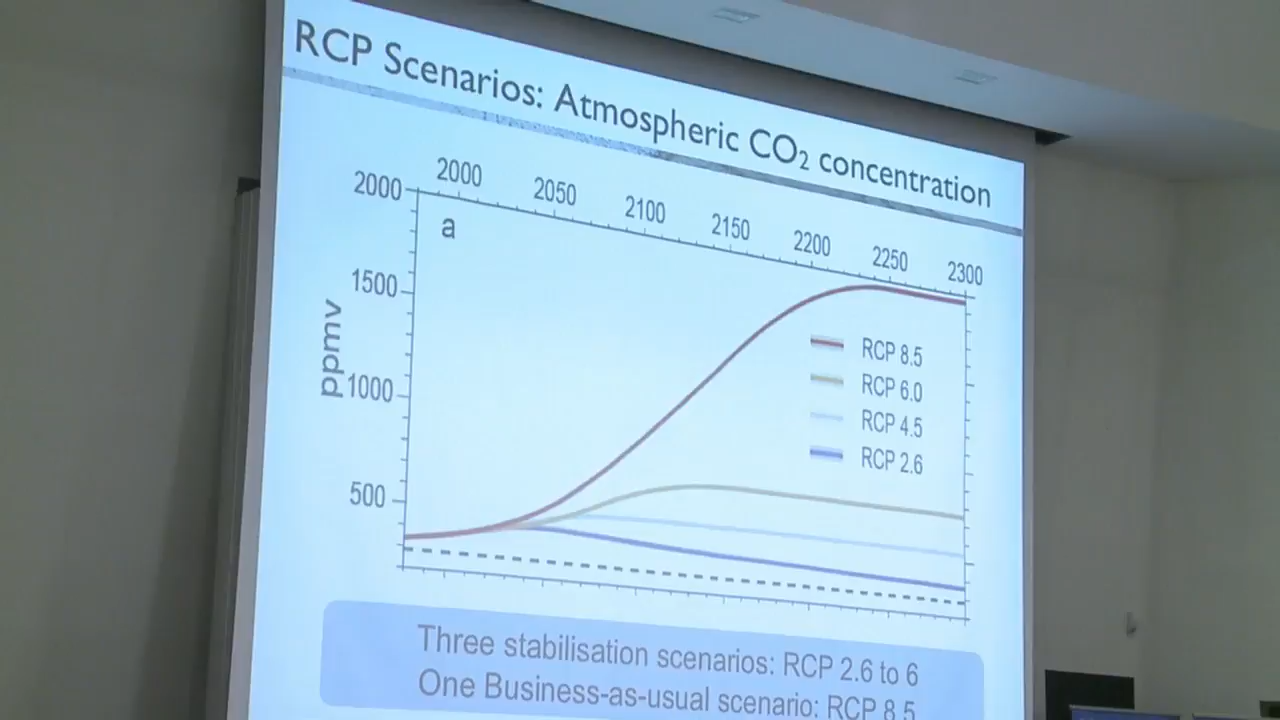 RCP Scenarios: Atmospheric CO₂ concentration
2000 2050 2100 2150 2200 2250 2300
2000
a
1500
ppmv
1000
500
RCP 8.5
RCP 6.0
RCP 4.5
RCP 2.6
Three stabilisation scenarios: RCP 2.6 to 6
One Business-as-usual scenario: RCP 8.5